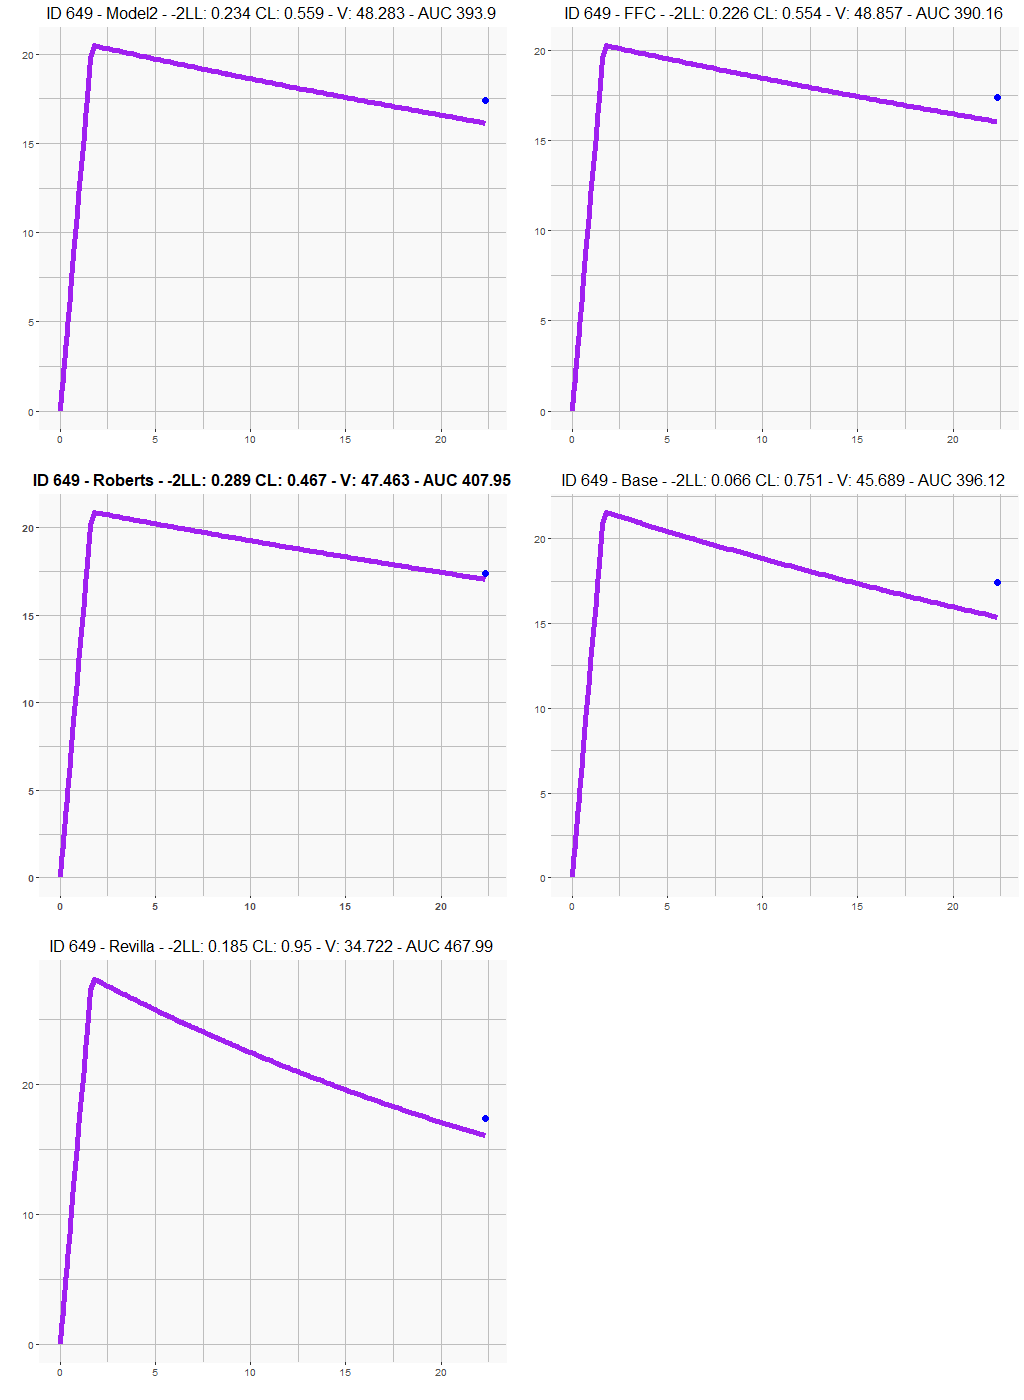 ID 649 - Model2 - -2LL: 0.234 CL: 0.559 - V: 48.283 - AUC 393.9
20
15
10
5
0
0 5 10 15 20
ID 649 - FFC - -2LL: 0.226 CL: 0.554 - V: 48.857 - AUC 390.16
20
15
10
5
0
0 5 10 15 20
ID 649 - Roberts - -2LL: 0.289 CL: 0.467 - V: 47.463 - AUC 407.95
20
15
10
5
0
0 5 10 15 20
ID 649 - Base - -2LL: 0.066 CL: 0.751 - V: 45.689 - AUC 396.12
20
15
10
5
0
0 5 10 15 20
ID 649 - Revilla - -2LL: 0.185 CL: 0.95 - V: 34.722 - AUC 467.99
20
10
0
0 5 10 15 20